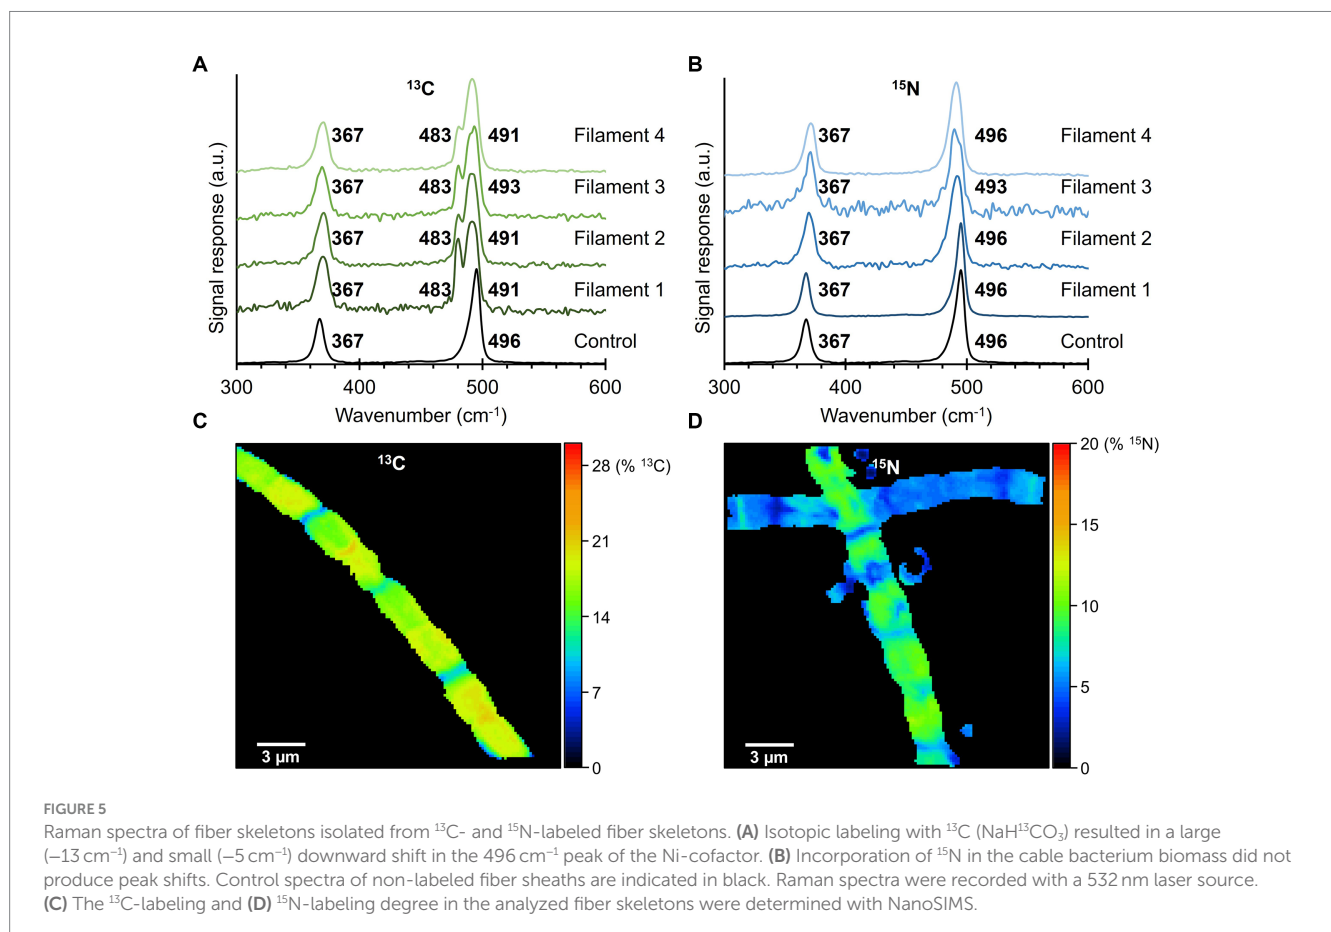 A
B
¹³C
¹⁵N
Signal response (a.u.)
367 483 491 Filament 4
367 483 493 Filament 3
367 483 491 Filament 2
367 483 491 Filament 1
367 496 Control
300 400 500 600
Wavenumber (cm⁻¹)
Signal response (a.u.)
367 496 Filament 4
367 493 Filament 3
367 496 Filament 2
367 496 Filament 1
367 496 Control
300 400 500 600
Wavenumber (cm⁻¹)
C
¹³C
28 (% ¹³C)
21
14
7
0
3 µm
D
¹⁵N
20 (% ¹⁵N)
15
10
5
0
3 µm
FIGURE 5
Raman spectra of fiber skeletons isolated from ¹³C- and ¹⁵N-labeled fiber skeletons. (A) Isotopic labeling with ¹³C (NaH¹³CO₃) resulted in a large
(−13 cm⁻¹) and small (−5 cm⁻¹) downward shift in the 496 cm⁻¹ peak of the Ni-cofactor. (B) Incorporation of ¹⁵N in the cable bacterium biomass did not
produce peak shifts. Control spectra of non-labeled fiber sheaths are indicated in black. Raman spectra were recorded with a 532 nm laser source.
(C) The ¹³C-labeling and (D) ¹⁵N-labeling degree in the analyzed fiber skeletons were determined with NanoSIMS.